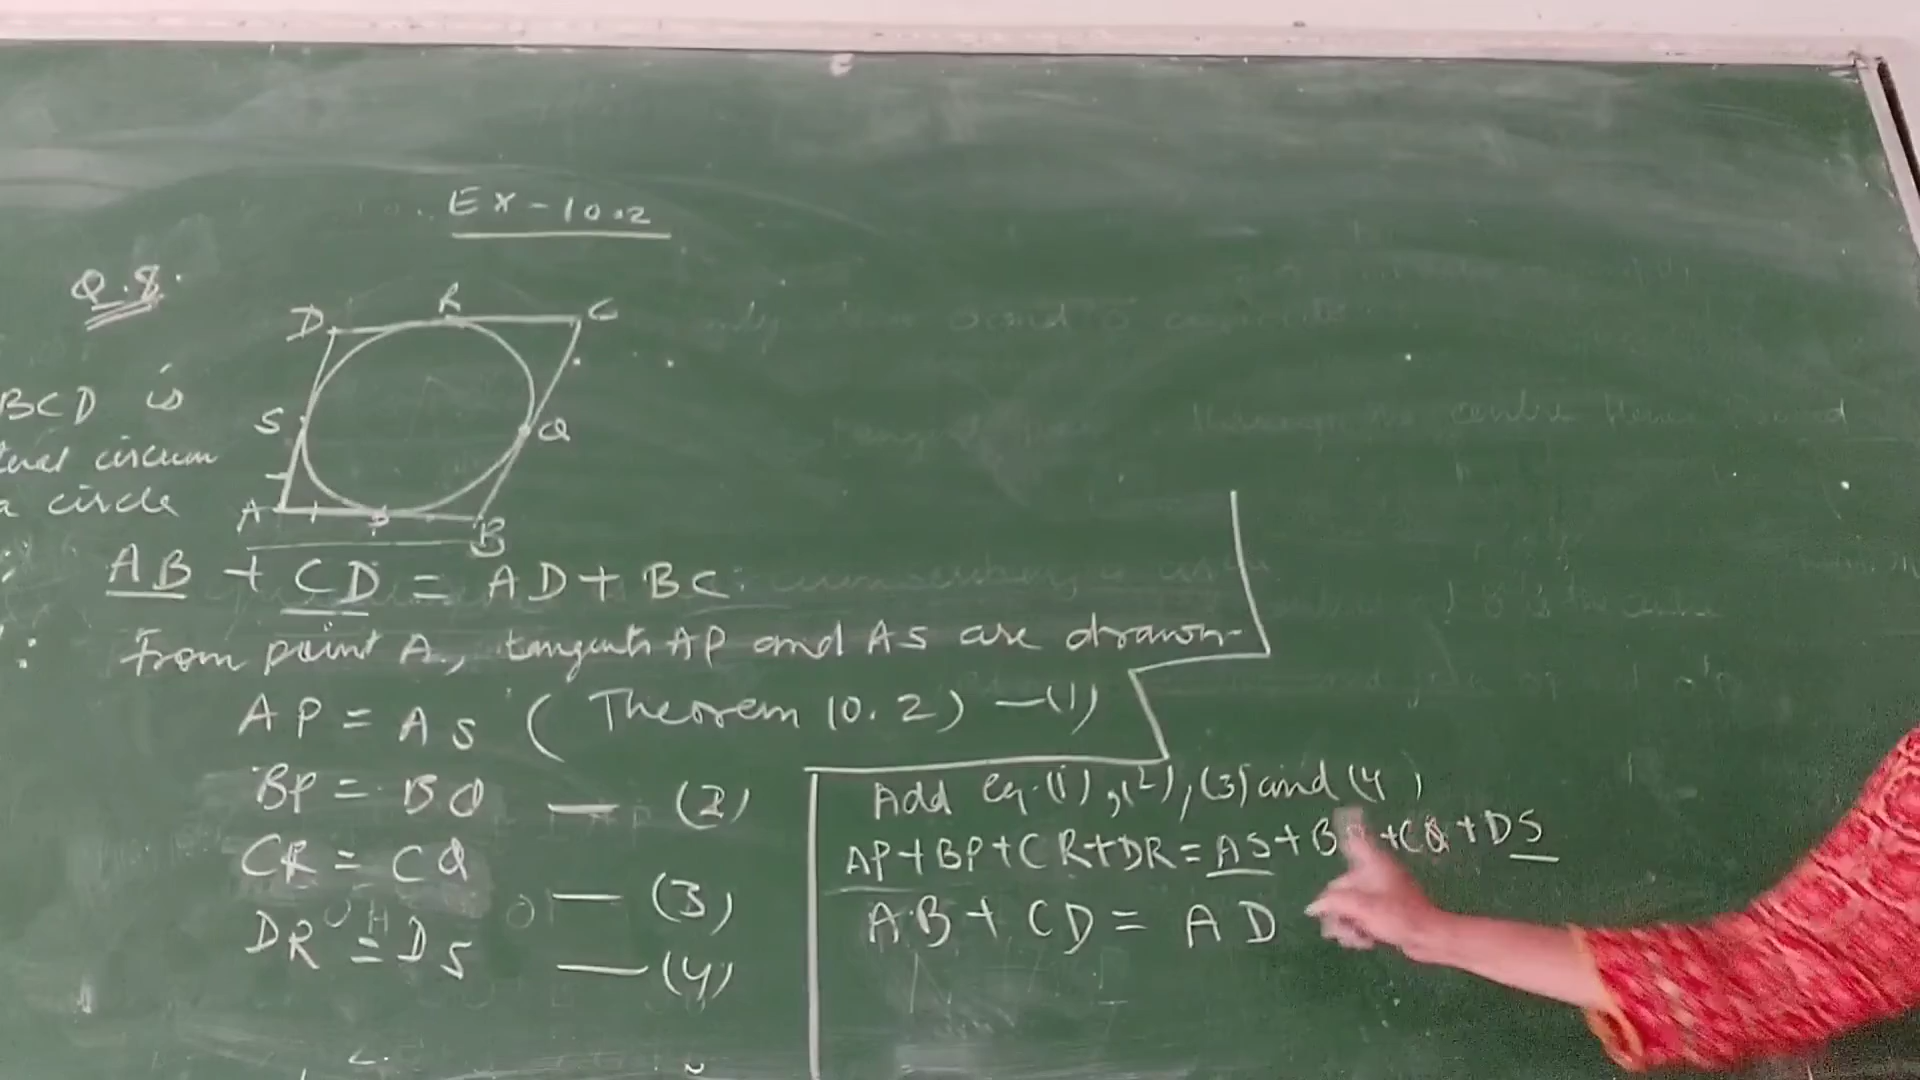 Ex-10.2
Q.8.
D R C
BCD is
S Q
circum
a circle
A P B
AB + CD = AD + BC
From point A, tangents AP and AS are drawn
AP = AS (Theorem 10.2) —(1)
BP = BQ — (2)
CR = CQ — (3)
DR = DS — (4)
Add eq.(1),(2),(3) and (4)
AP+BP+CR+DR = AS+B +CQ+DS
AB + CD = AD